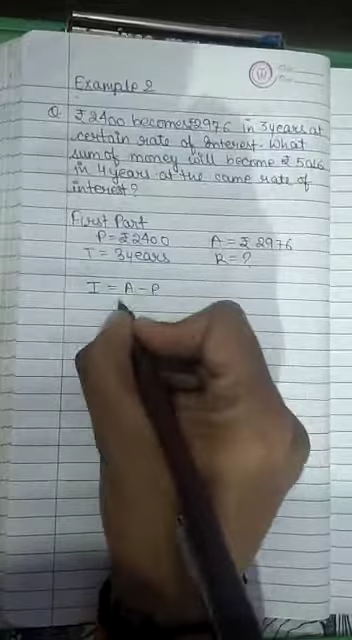 Example 2
Q. ₹2400 becomes ₹2976 in 3 years at
certain rate of Interest. What
sum of money will become ₹
in 4 years at the same rate of
interest?
First Part
P = ₹2400 A = ₹2976
T = 3 years R = ?
I = A - P